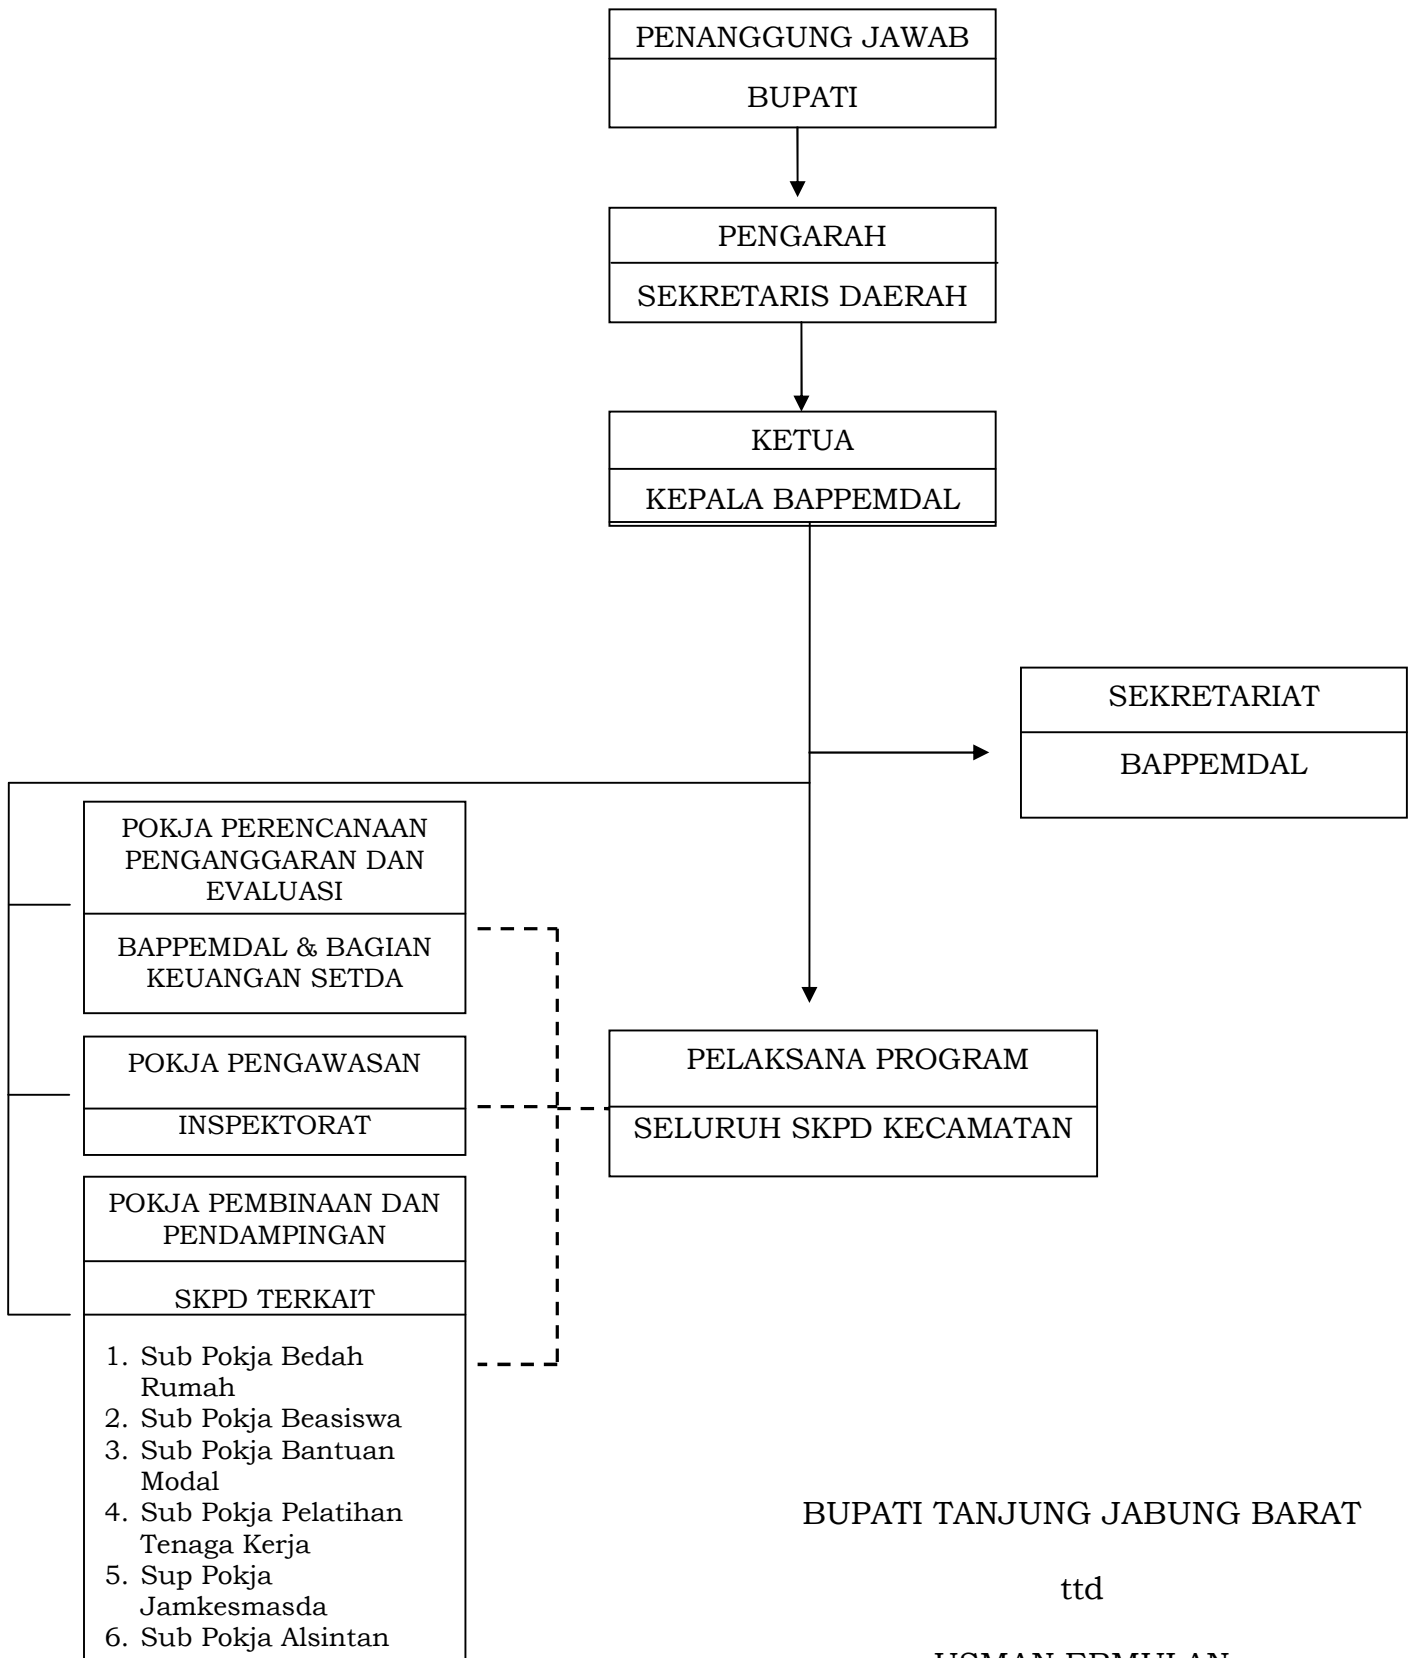 PENANGGUNG JAWAB
BUPATI
PENGARAH
SEKRETARIS DAERAH
KETUA
KEPALA BAPPEMDAL
SEKRETARIAT
BAPPEMDAL
POKJA PERENCANAAN
PENGANGGARAN DAN
EVALUASI
BAPPEMDAL & BAGIAN
KEUANGAN SETDA
POKJA PENGAWASAN
INSPEKTORAT
PELAKSANA PROGRAM
SELURUH SKPD KECAMATAN
POKJA PEMBINAAN DAN
PENDAMPINGAN
SKPD TERKAIT
1. Sub Pokja Bedah
Rumah
2. Sub Pokja Beasiswa
3. Sub Pokja Bantuan
Modal
4. Sub Pokja Pelatihan
Tenaga Kerja
5. Sup Pokja
Jamkesmasda
6. Sub Pokja Alsintan
BUPATI TANJUNG JABUNG BARAT
ttd
USMAN ERMULAN